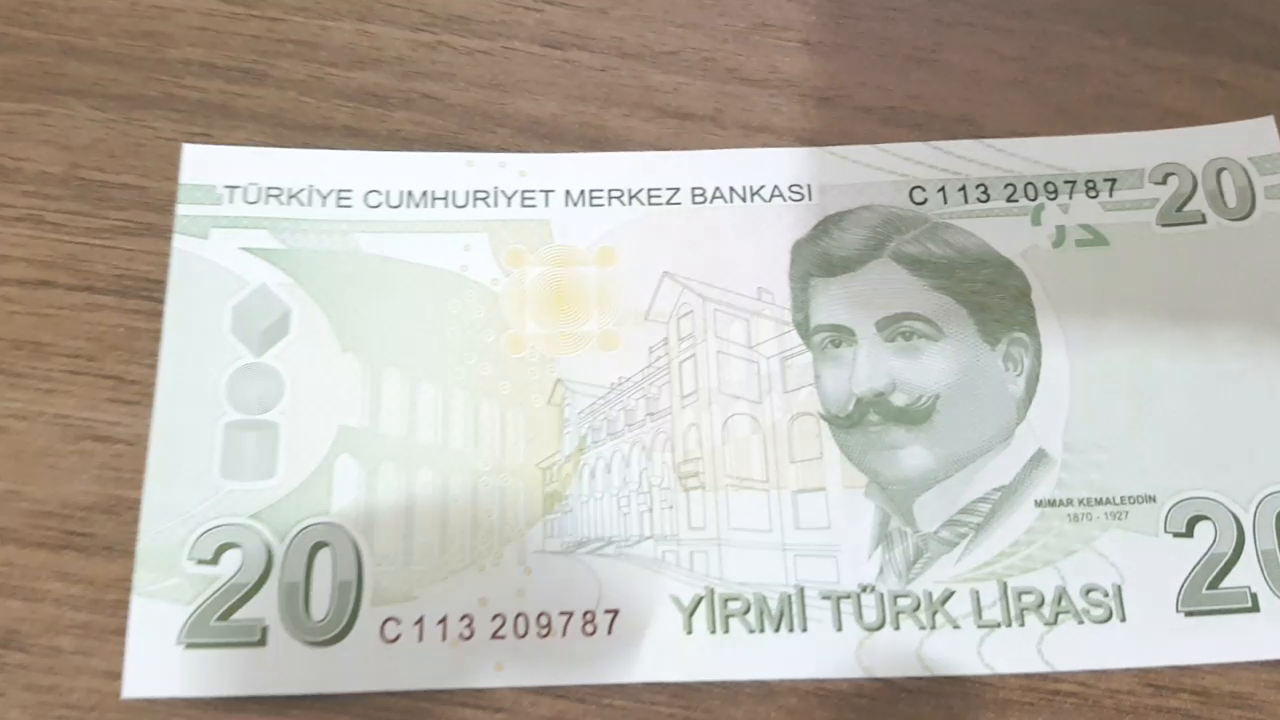 TÜRKİYE CUMHURİYET MERKEZ BANKASI
C113 209787
20
MİMAR KEMALEDDİN
1870 - 1927
20
C113 209787
YİRMİ TÜRK LİRASI
20